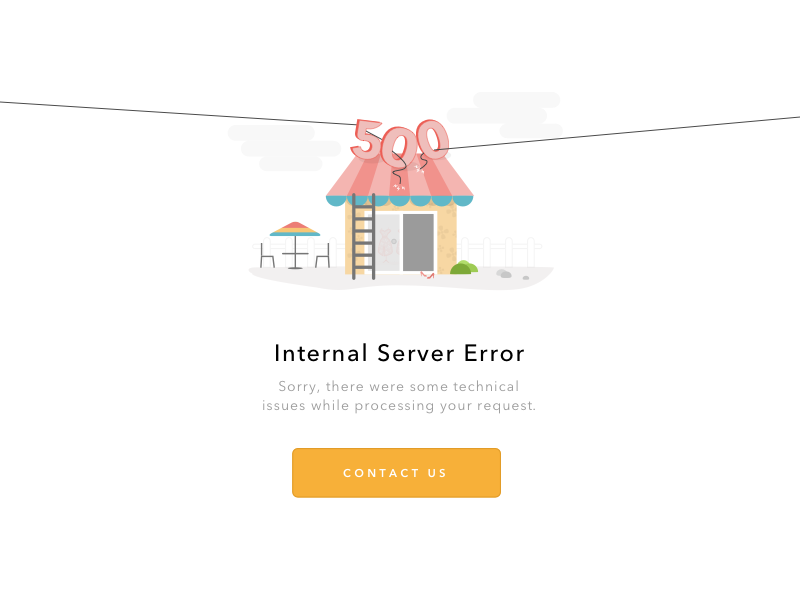 500
Internal Server Error
Sorry, there were some technical
issues while processing your request.
CONTACT US